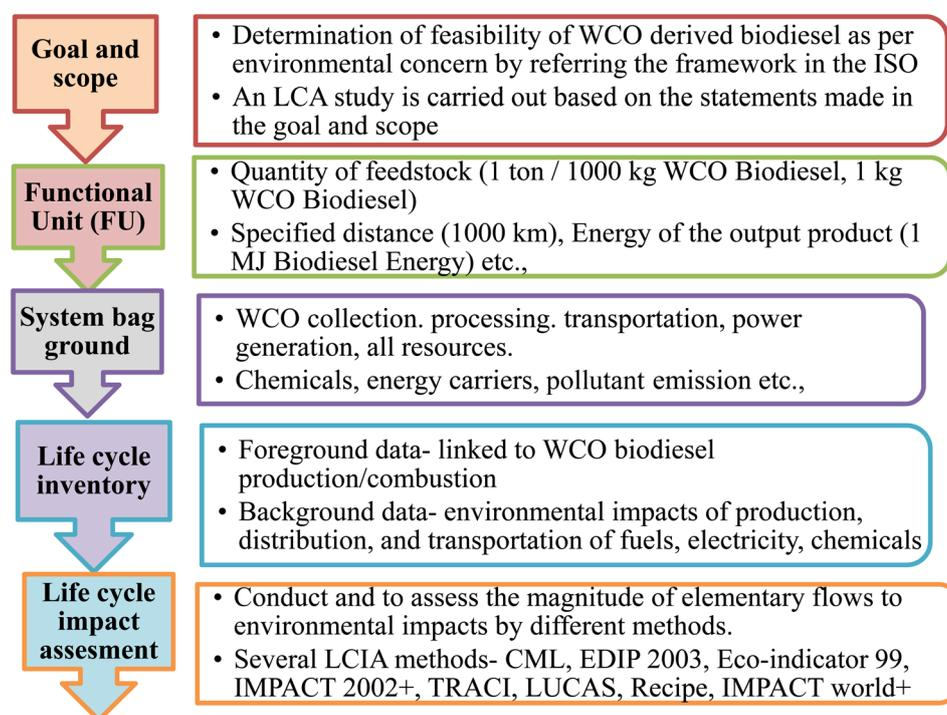 Goal and
scope
• Determination of feasibility of WCO derived biodiesel as per
environmental concern by referring the framework in the ISO
• An LCA study is carried out based on the statements made in
the goal and scope
Functional
Unit (FU)
• Quantity of feedstock (1 ton / 1000 kg WCO Biodiesel, 1 kg
WCO Biodiesel)
• Specified distance (1000 km), Energy of the output product (1
MJ Biodiesel Energy) etc.,
System bag
ground
• WCO collection. processing. transportation, power
generation, all resources.
• Chemicals, energy carriers, pollutant emission etc.,
Life cycle
inventory
• Foreground data- linked to WCO biodiesel
production/combustion
• Background data- environmental impacts of production,
distribution, and transportation of fuels, electricity, chemicals
Life cycle
impact
assesment
• Conduct and to assess the magnitude of elementary flows to
environmental impacts by different methods.
• Several LCIA methods- CML, EDIP 2003, Eco-indicator 99,
IMPACT 2002+, TRACI, LUCAS, Recipe, IMPACT world+